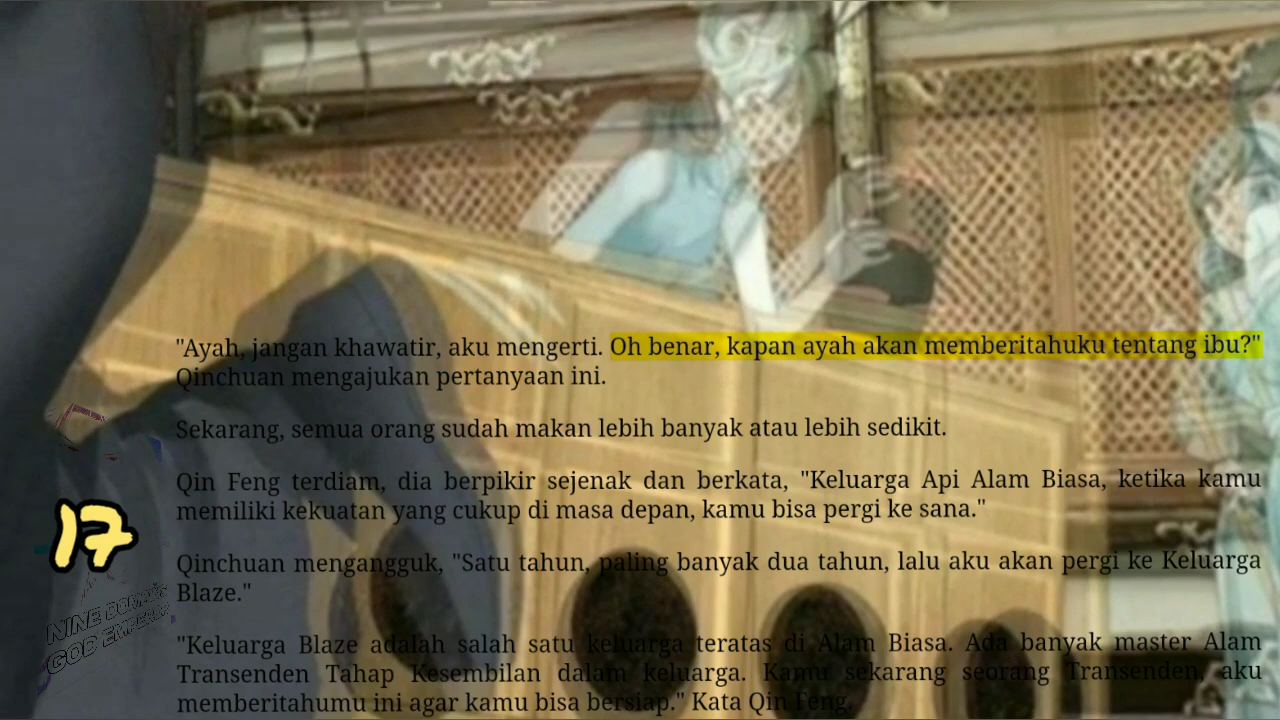 "Ayah, jangan khawatir, aku mengerti. Oh benar, kapan ayah akan memberitahuku tentang ibu?"
Qinchuan mengajukan pertanyaan ini.
Sekarang, semua orang sudah makan lebih banyak atau lebih sedikit.
Qin Feng terdiam, dia berpikir sejenak dan berkata, "Keluarga Api Alam Biasa, ketika kamu
memiliki kekuatan yang cukup di masa depan, kamu bisa pergi ke sana."
17
Qinchuan mengangguk, "Satu tahun, paling banyak dua tahun, lalu aku akan pergi ke Keluarga
Blaze."
NINE
GOD EMPEROR
"Keluarga Blaze adalah salah satu keluarga teratas di Alam Biasa. Ada banyak master Alam
Transenden Tahap Kesembilan dalam keluarga. Kamu sekarang seorang Transenden, aku
memberitahumu ini agar kamu bisa bersiap." Kata Qin Feng.